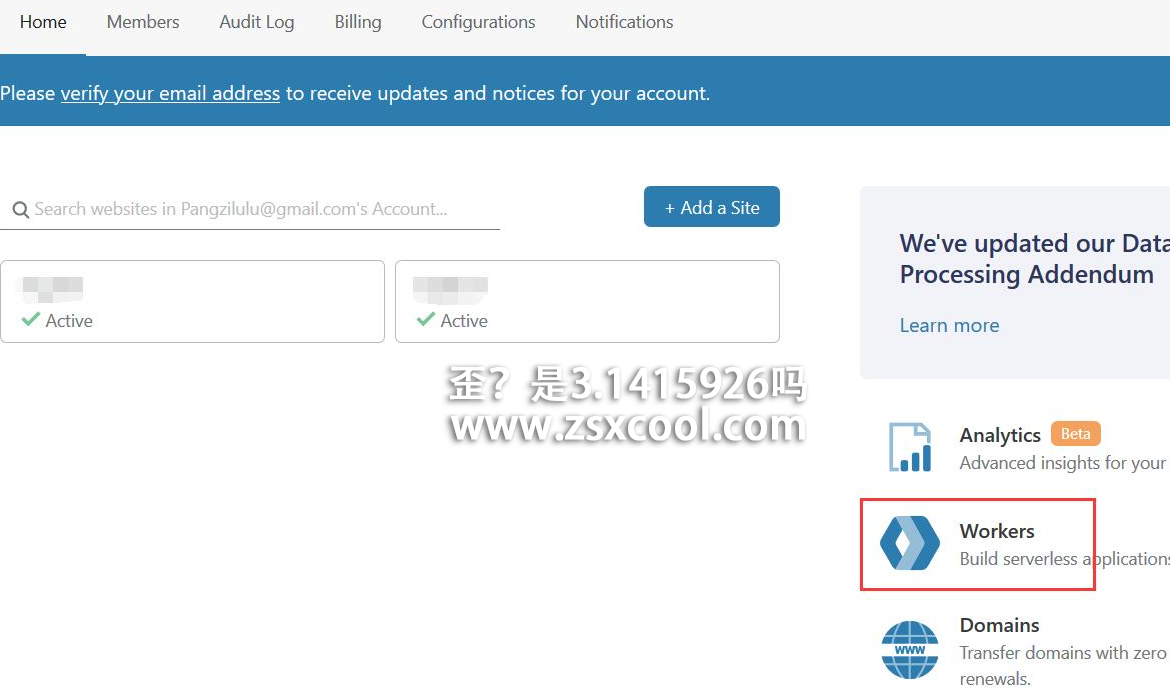 Home Members Audit Log Billing Configurations Notifications
Please verify your email address to receive updates and notices for your account.
Search websites in Pangzilulu@gmail.com's Account...
+ Add a Site
Active
Active
We've updated our Data
Processing Addendum
Learn more
歪？是3.1415926吗
www.zsxcool.com
Analytics Beta
Advanced insights for your
Workers
Build serverless applications
Domains
www
Transfer domains with zero
renewals.